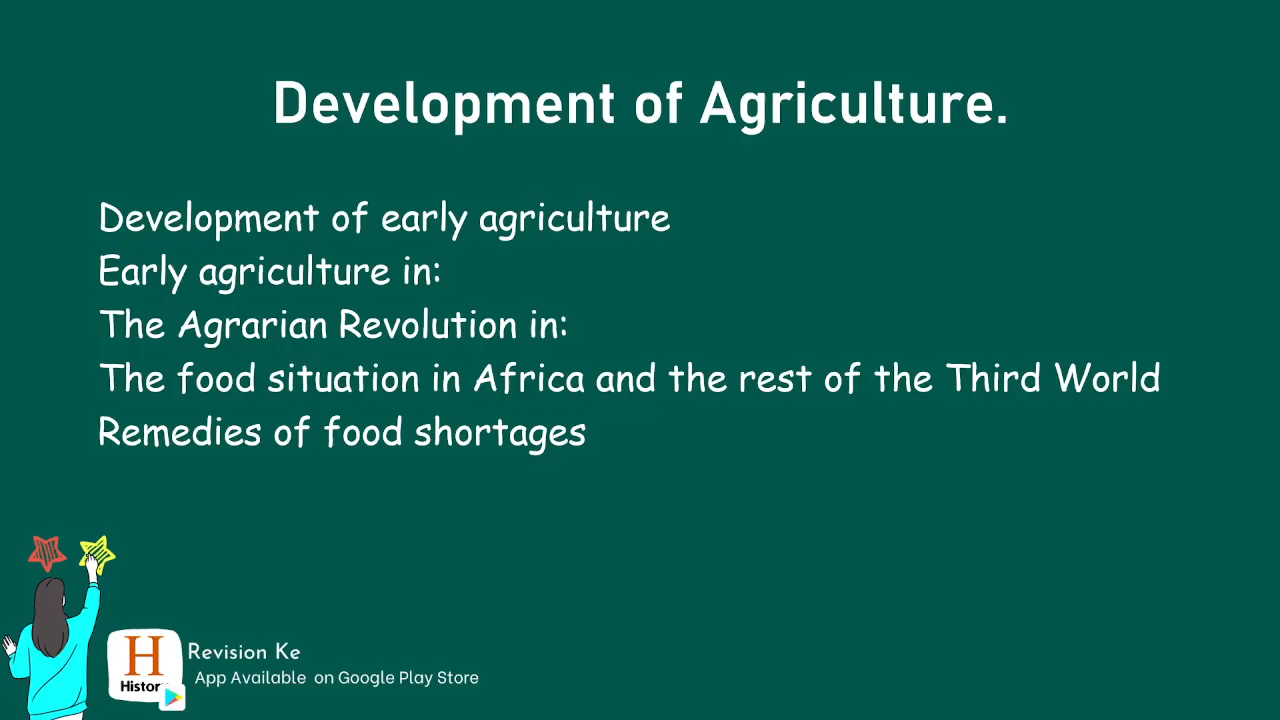 Development of Agriculture.
Development of early agriculture
Early agriculture in:
The Agrarian Revolution in:
The food situation in Africa and the rest of the Third World
Remedies of food shortages
H
History
Revision Ke
App Available on Google Play Store